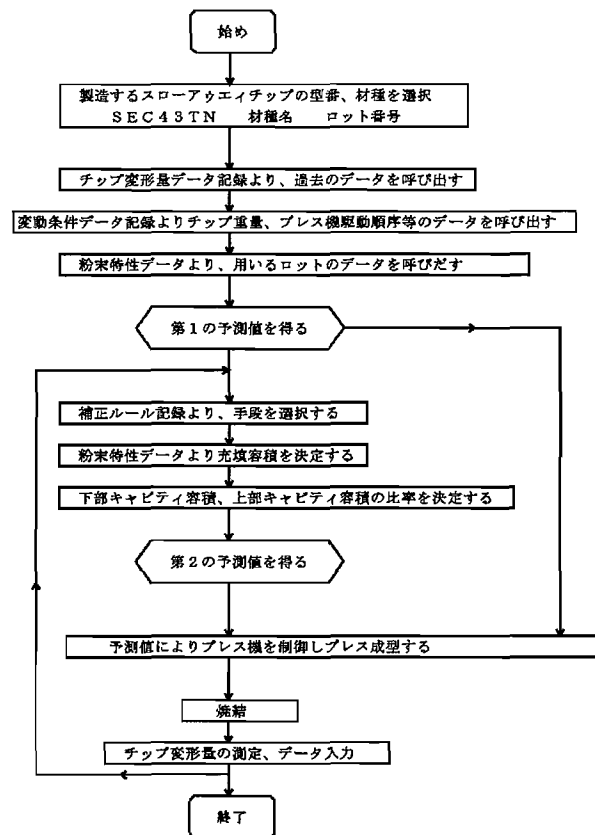 始め
製造するスローアゥエィチップの型番、材種を選択
SEC43TN 材種名 ロット番号
チップ変形量データ記録より、過去のデータを呼び出す
変動条件データ記録よりチップ重量、プレス機駆動順序等のデータを呼び出す
粉末特性データより、用いるロットのデータを呼びだす
第1の予測値を得る
補正ルール記録より、手段を選択する
粉末特性データより充填容積を決定する
下部キャビティ容積、上部キャビティ容積の比率を決定する
第2の予測値を得る
予測値によりプレス機を制御しプレス成型する
焼結
チップ変形量の測定、データ入力
終了